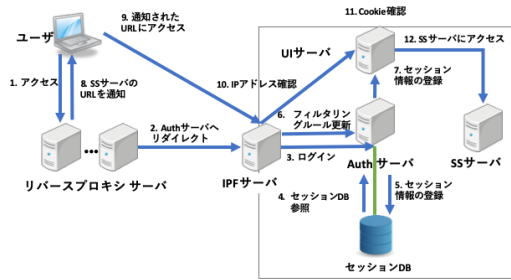 11.Cookie確認
9. 通知された
URLにアクセス
ユーザ
UIサーバ
12. SSサーバにアクセス
1. アクセス
8. SSサーバの
URLを通知
10. IPアドレス確認
7. セッション
情報の登録
6. フィルタリン
グルール更新
2. Authサーバへ
リダイレクト
3. ログイン
リバースプロキシ サーバ
IPFサーバ
Auth サーバ
SSサーバ
4. セッションDB
参照
5. セッション
情報の登録
セッションDB